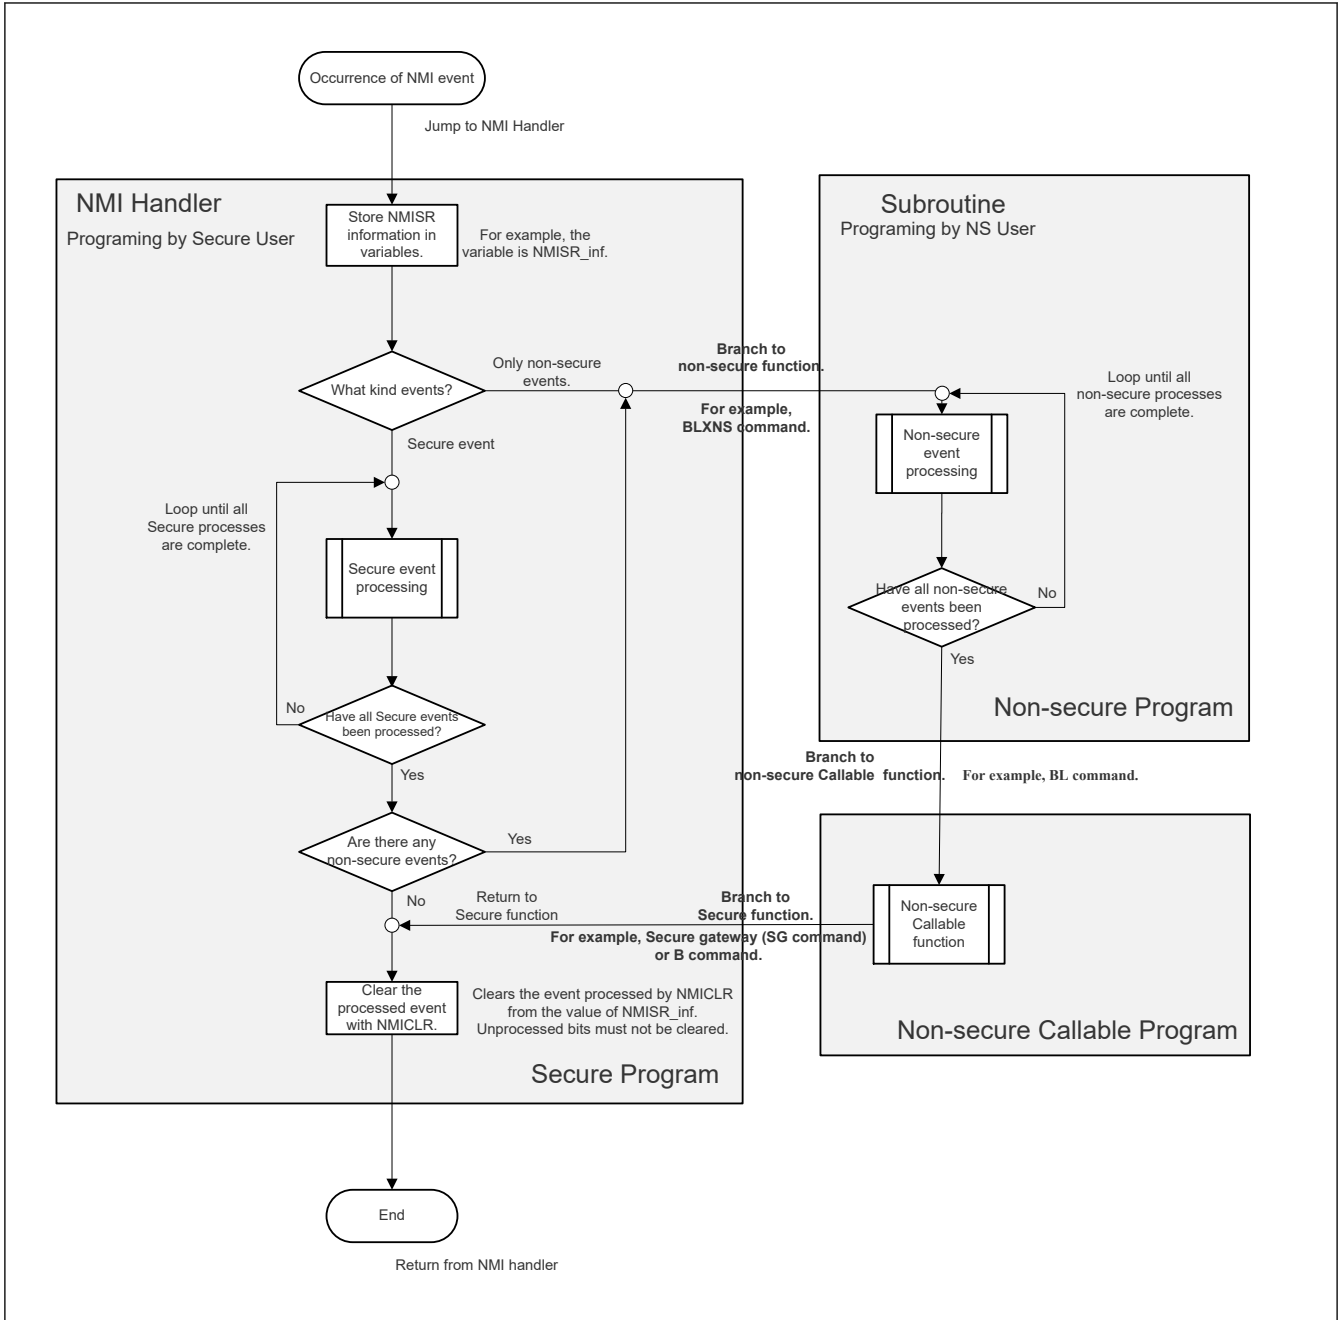 Occurrence of NMI event
Jump to NMI Handler
NMI Handler
Programing by Secure User
Store NMISR
information in
variables.
For example, the
variable is NMISR_inf.
Subroutine
Programing by NS User
What kind events?
Only non-secure
events.
Branch to
non-secure function.
For example,
BLXNS command.
Loop until all
non-secure processes
are complete.
Non-secure
event
processing
Secure event
Loop until all
Secure processes
are complete.
Secure event
processing
Have all non-secure
events been
processed?
No
Yes
Non-secure Program
No
Have all Secure events
been processed?
Yes
Branch to
non-secure Callable function.
For example, BL command.
Are there any
non-secure events?
Yes
No
Return to
Secure function
Branch to
Secure function.
For example, Secure gateway (SG command)
or B command.
Non-secure
Callable
function
Clear the
processed event
with NMICLR.
Clears the event processed by NMICLR
from the value of NMISR_inf.
Unprocessed bits must not be cleared.
Non-secure Callable Program
Secure Program
End
Return from NMI handler